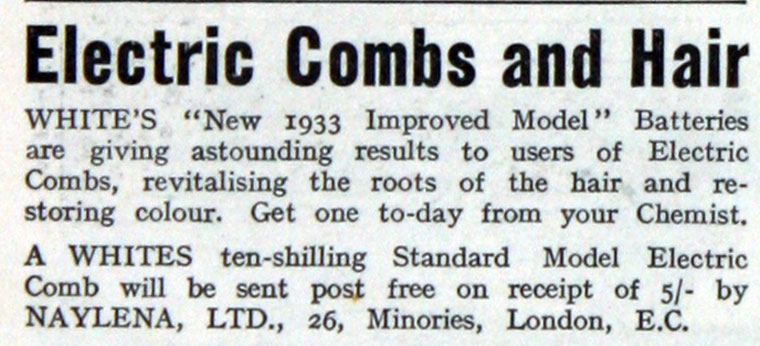 Electric Combs and Hair
WHITE'S "New 1933 Improved Model" Batteries
are giving astounding results to users of Electric
Combs, revitalising the roots of the hair and re-
storing colour. Get one to-day from your Chemist.
A WHITES ten-shilling Standard Model Electric
Comb will be sent post free on receipt of 5/- by
NAYLENA, LTD., 26, Minories, London, E.C.